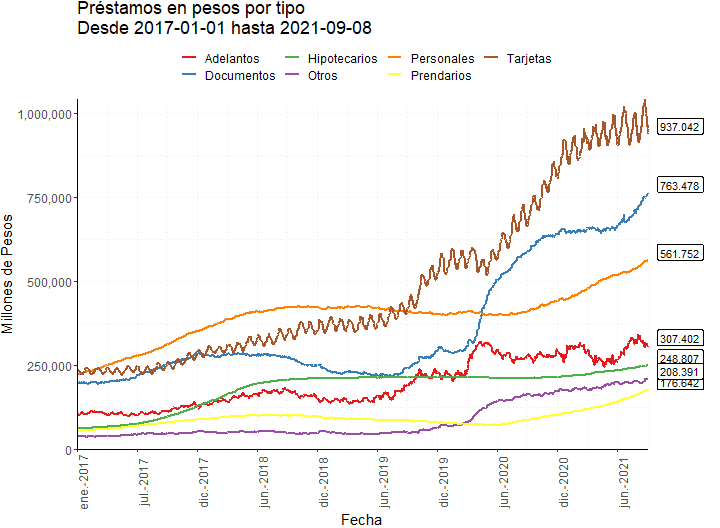 Préstamos en pesos por tipo
Desde 2017-01-01 hasta 2021-09-08
Adelantos Hipotecarios Personales Tarjetas
Documentos Otros Prendarios
Millones de Pesos
1,000,000
750,000
500,000
250,000
0
937.042
763.478
561.752
307.402
248.807
208.391
176.642
ene.-2017
jul.-2017
dic.-2017
jun.-2018
dic.-2018
jun.-2019
dic.-2019
jun.-2020
dic.-2020
jun.-2021
Fecha